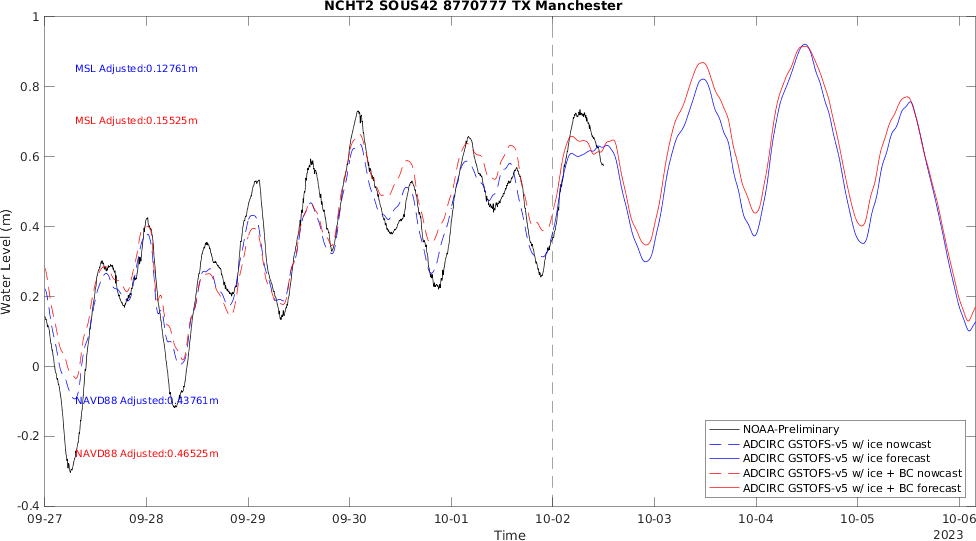 NCHT2 SOUS42 8770777 TX Manchester
1
MSL Adjusted:0.12761m
0.8
MSL Adjusted:0.15525m
0.6
0.4
Water Level (m)
0.2
0
NAVD88 Adjusted:0.43761m
-0.2
NAVD88 Adjusted:0.46525m
-0.4
NOAA-Preliminary
ADCIRC GSTOFS-v5 w/ ice nowcast
ADCIRC GSTOFS-v5 w/ ice forecast
ADCIRC GSTOFS-v5 w/ ice + BC nowcast
ADCIRC GSTOFS-v5 w/ ice + BC forecast
09-27 09-28 09-29 09-30 10-01 10-02 10-03 10-04 10-05 10-06
Time
2023